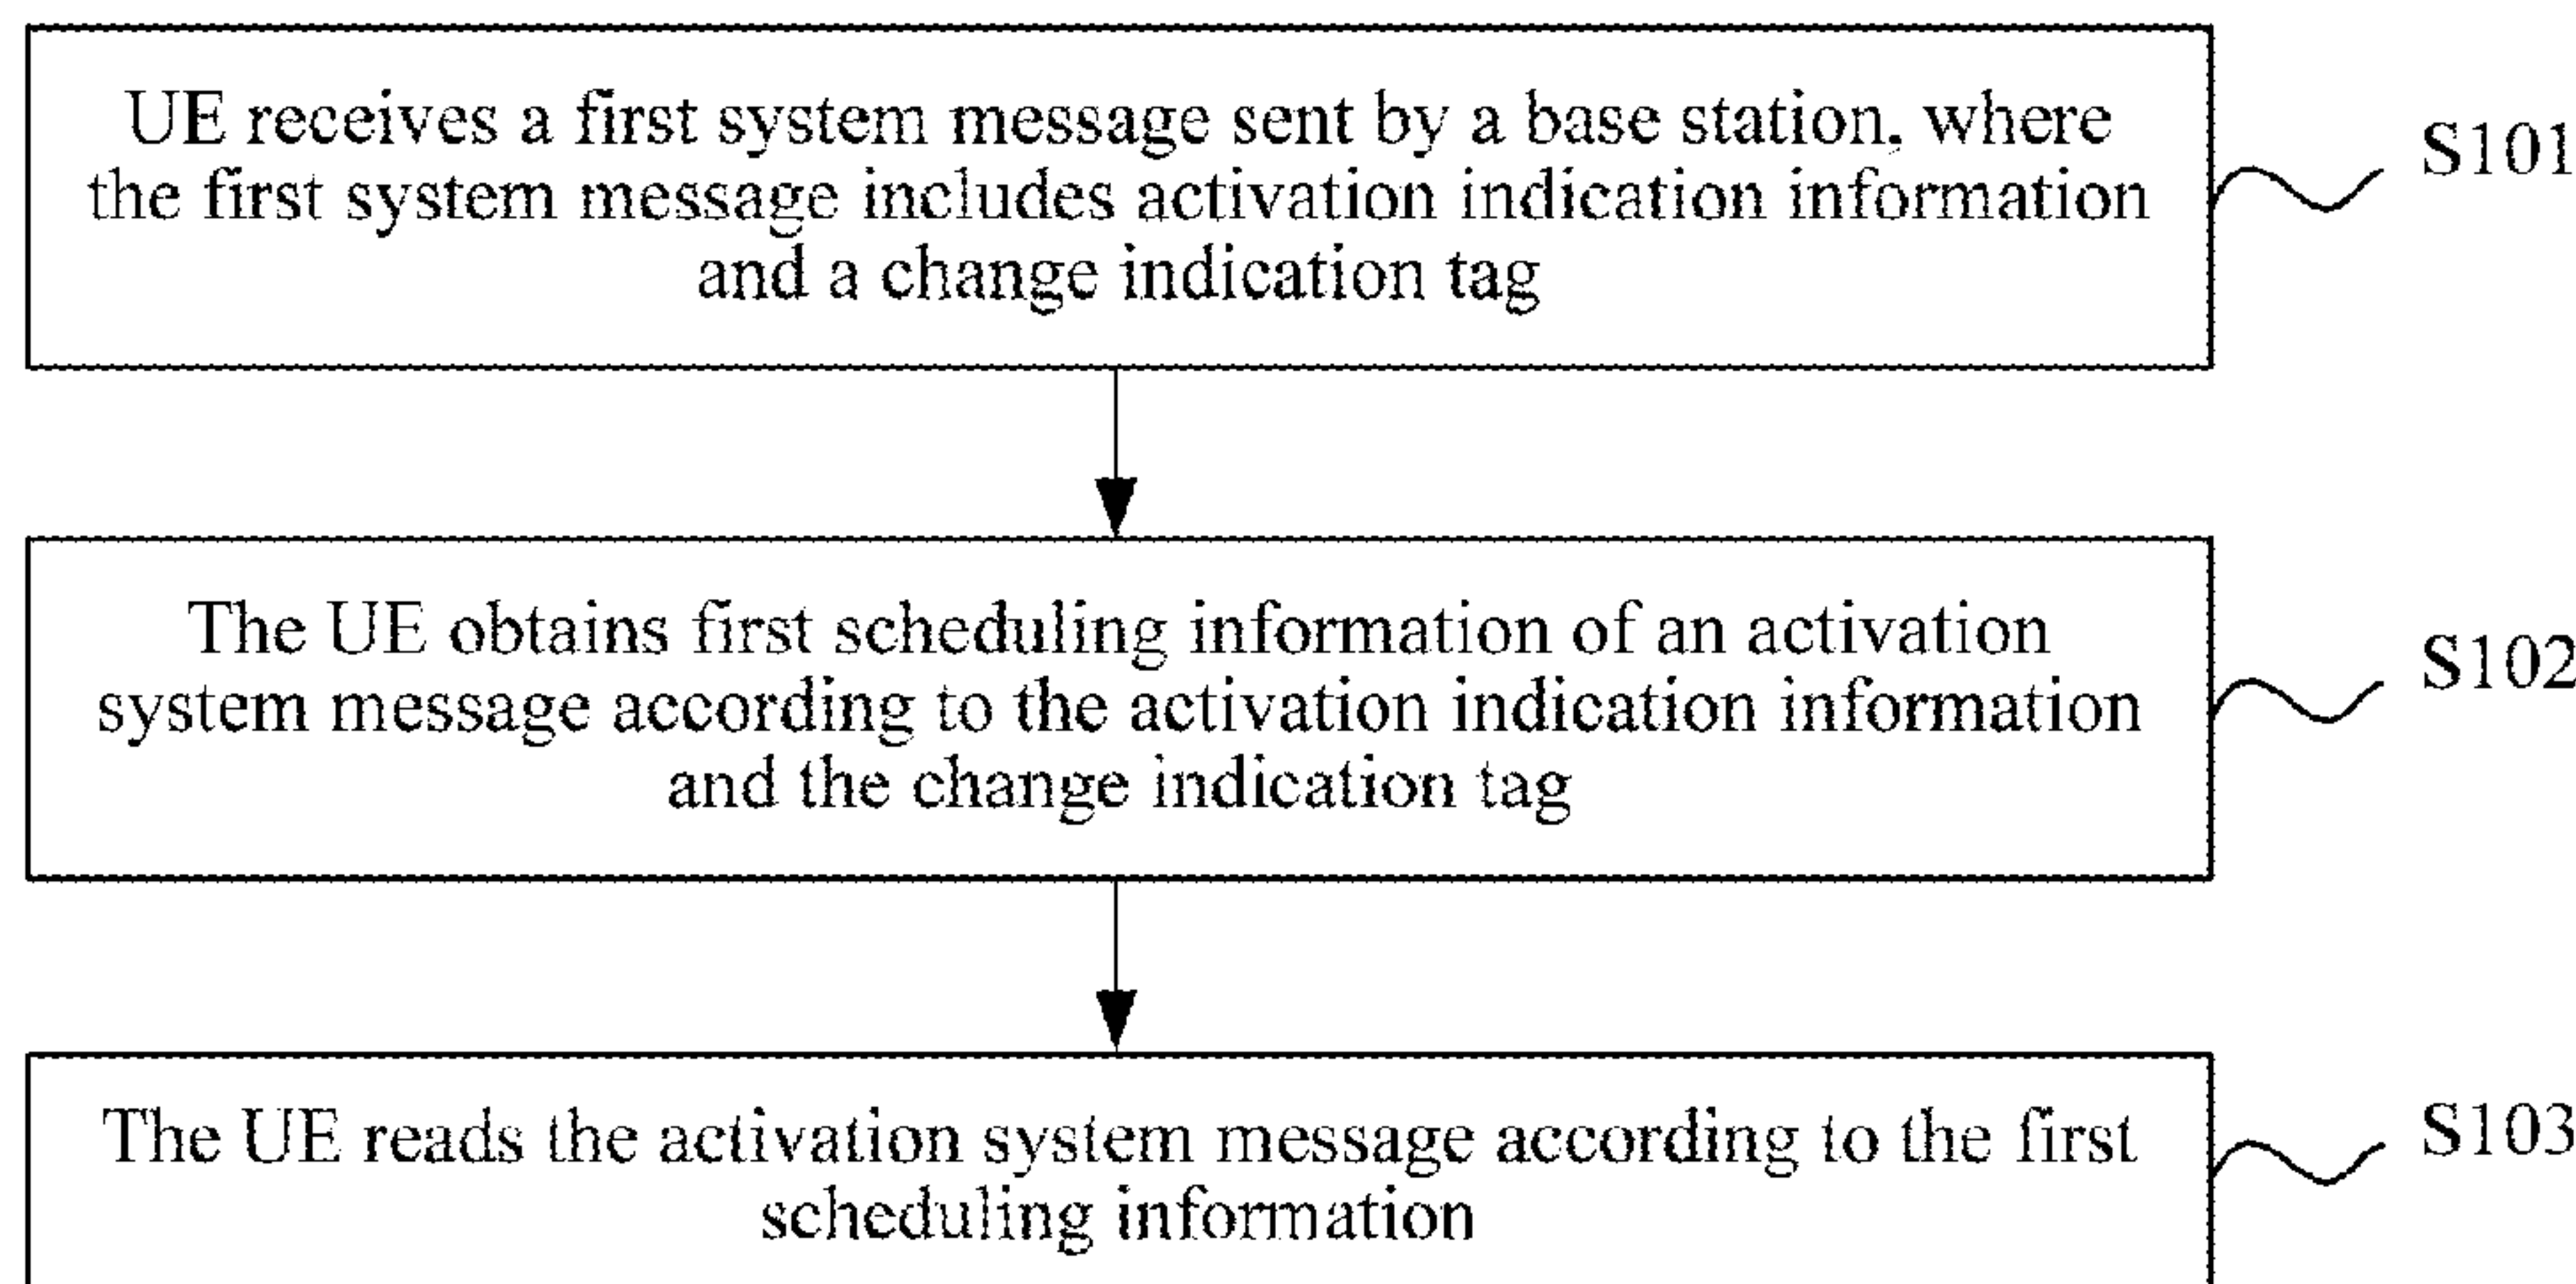 UE receives a first system message sent by a base station, where
the first system message includes activation indication information
and a change indication tag
S101
The UE obtains first scheduling information of an activation
system message according to the activation indication information
and the change indication tag
S102
The UE reads the activation system message according to the first
scheduling information
S103